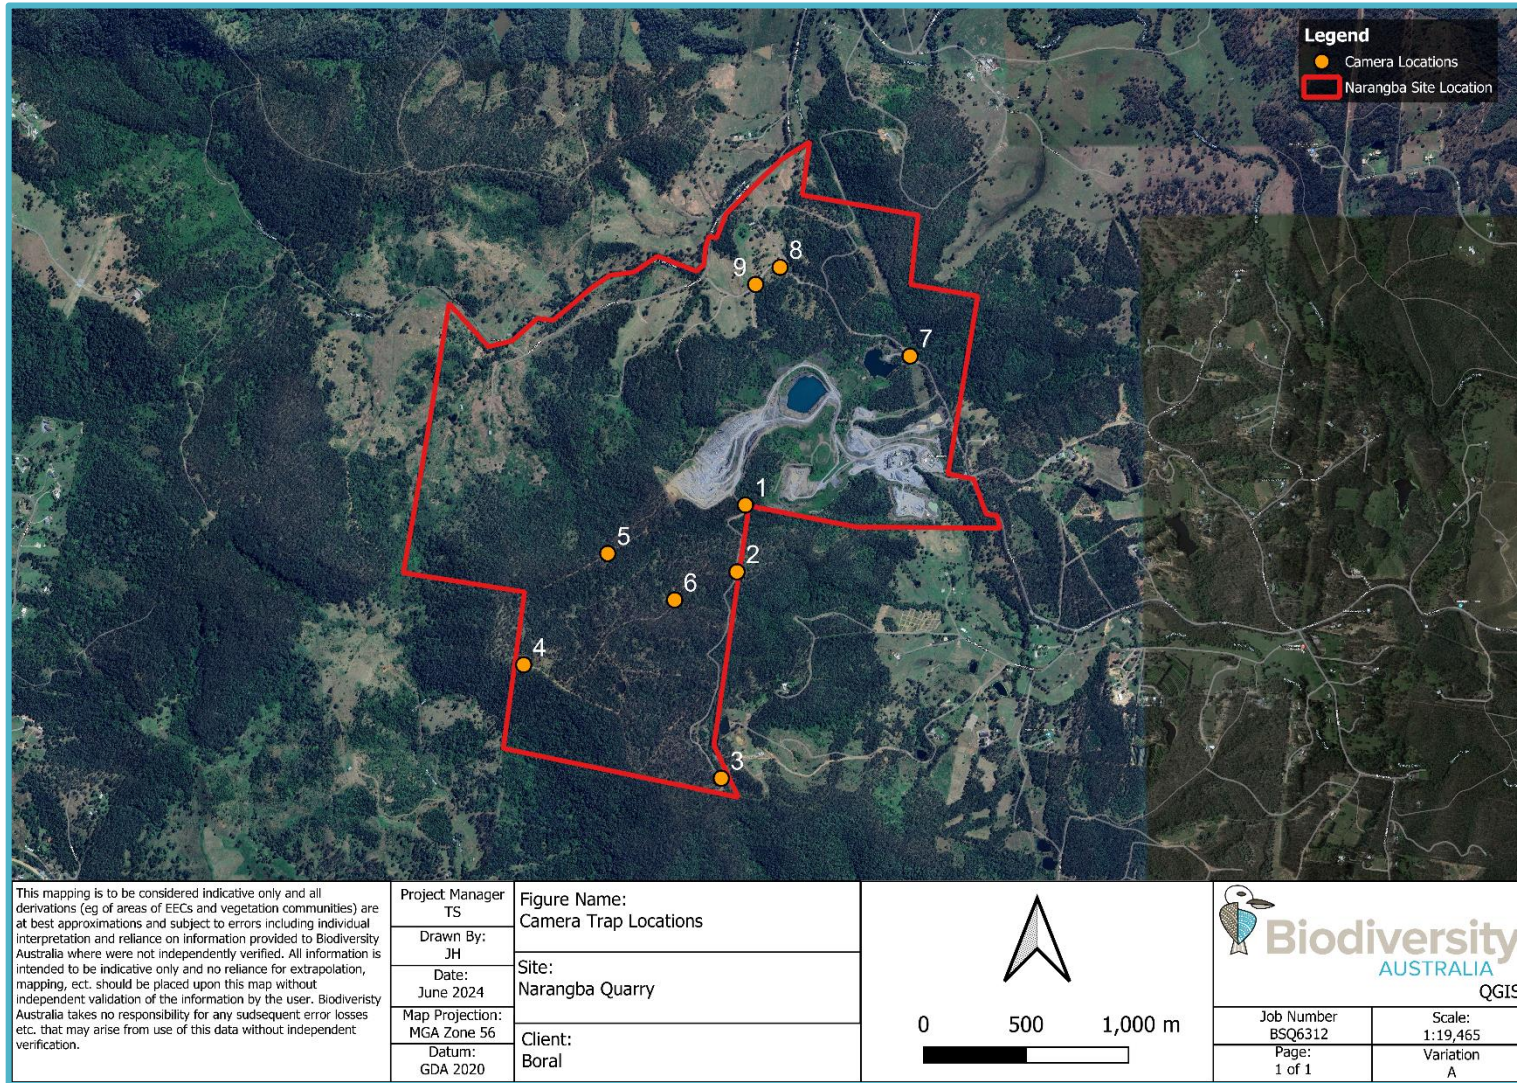 Legend
Camera Locations
Narangba Site Location
8
9
7
1
5
2
6
4
3
This mapping is to be considered indicative only and all
derivations (eg of areas of EECs and vegetation communities) are
at best approximations and subject to errors including individual
interpretation and reliance on information provided to Biodiversity
Australia where were not independently verified. All information is
intended to be indicative only and no reliance for extrapolation,
mapping, ect. should be placed upon this map without
independent validation of the information by the user. Biodiveristy
Australia takes no responsibility for any sudsequent error losses
etc. that may arise from use of this data without independent
verification.
Project Manager
TS
Drawn By:
JH
Date:
June 2024
Map Projection:
MGA Zone 56
Datum:
GDA 2020
Figure Name:
Camera Trap Locations
Site:
Narangba Quarry
Client:
Boral
0 500 1,000 m
Biodiversity
AUSTRALIA
QGIS
Job Number
BSQ6312
Scale:
1:19,465
Page:
1 of 1
Variation
A